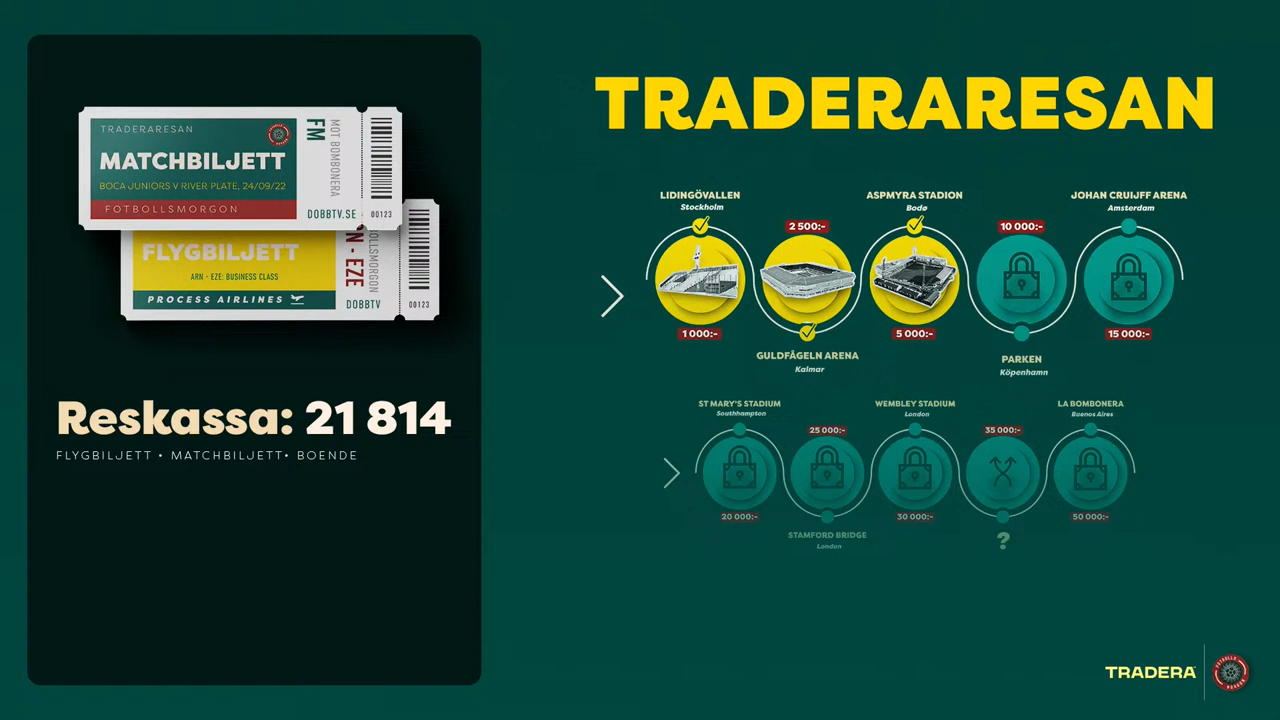 TRADERARESAN
MATCHBILJETT
BOCA JUNIORS V RIVER PLATE, 24/09/22
FOTBOLLSMORGON
FM
MOT BOMBONERA
DOBBTV.SE
00123
FLYGBILJETT
ARN - EZE: BUSINESS CLASS
PROCESS AIRLINES
N - EZE
OLLSMORGON
DOBBTV
00123
Reskassa: 21 814
FLYGBILJETT • MATCHBILJETT• BOENDE
TRADERARESAN
LIDINGÖVALLEN
Stockholm
1 000:-
2 500:-
GULDFÅGELN ARENA
Kalmar
ASPMYRA STADION
Bodø
5 000:-
10 000:-
PARKEN
Köpenhamn
JOHAN CRUIJFF ARENA
Amsterdam
15 000:-
ST MARY'S STADIUM
Southhampton
20 000:-
25 000:-
STAMFORD BRIDGE
London
WEMBLEY STADIUM
London
30 000:-
35 000:-
?
LA BOMBONERA
Buenos Aires
50 000:-
TRADERA
FOTBOLLS
MORGON